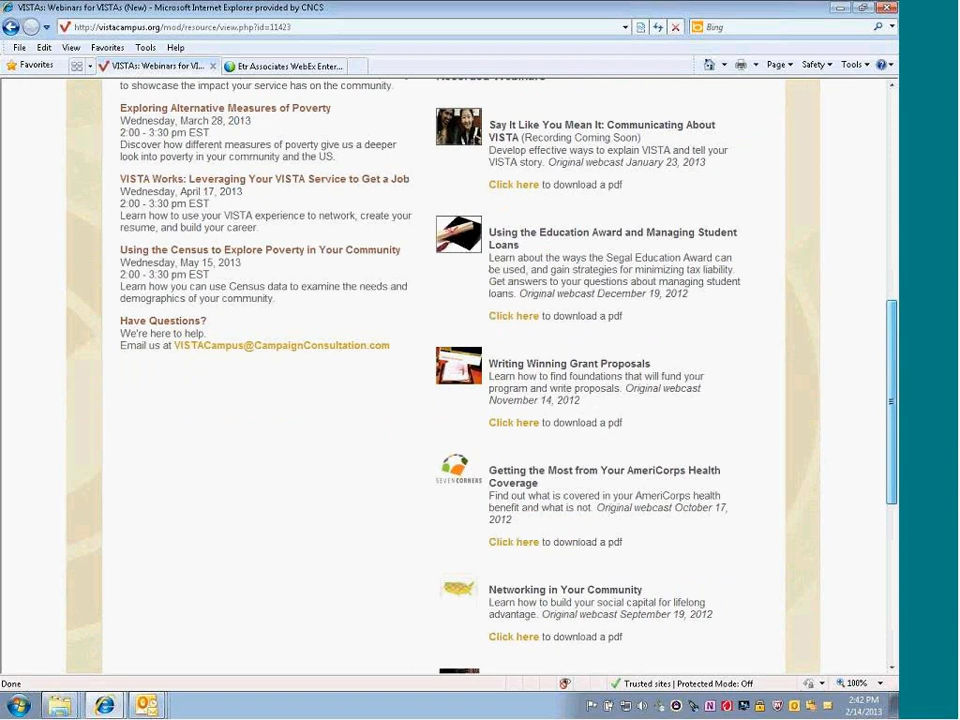 VISTAs: Webinars for VISTAs (New) - Microsoft Internet Explorer provided by CNCS
http://vistacampus.org/mod/resource/view.php?id=11423
Bing
File Edit View Favorites Tools Help
Favorites
VISTAs: Webinars for VI...
Etr Associates WebEx Enter...
Page
Safety
Tools
to showcase the impact your service has on the community.
Exploring Alternative Measures of Poverty
Wednesday, March 28, 2013
2:00 - 3:30 pm EST
Discover how different measures of poverty give us a deeper
look into poverty in your community and the US.
VISTA Works: Leveraging Your VISTA Service to Get a Job
Wednesday, April 17, 2013
2:00 - 3:30 pm EST
Learn how to use your VISTA experience to network, create your
resume, and build your career.
Using the Census to Explore Poverty in Your Community
Wednesday, May 15, 2013
2:00 - 3:30 pm EST
Learn how you can use Census data to examine the needs and
demographics of your community.
Have Questions?
We're here to help.
Email us at VISTACampus@CampaignConsultation.com
Say It Like You Mean It: Communicating About
VISTA (Recording Coming Soon)
Develop effective ways to explain VISTA and tell your
VISTA story. Original webcast January 23, 2013
Click here to download a pdf
Using the Education Award and Managing Student
Loans
Learn about the ways the Segal Education Award can
be used, and gain strategies for minimizing tax liability.
Get answers to your questions about managing student
loans. Original webcast December 19, 2012
Click here to download a pdf
Writing Winning Grant Proposals
Learn how to find foundations that will fund your
program and write proposals. Original webcast
November 14, 2012
Click here to download a pdf
SEVEN CORNERS
Getting the Most from Your AmeriCorps Health
Coverage
Find out what is covered in your AmeriCorps health
benefit and what is not. Original webcast October 17,
2012
Click here to download a pdf
Networking in Your Community
Learn how to build your social capital for lifelong
advantage. Original webcast September 19, 2012
Click here to download a pdf
Done
Trusted sites | Protected Mode: Off
100%
2:42 PM
2/14/2013